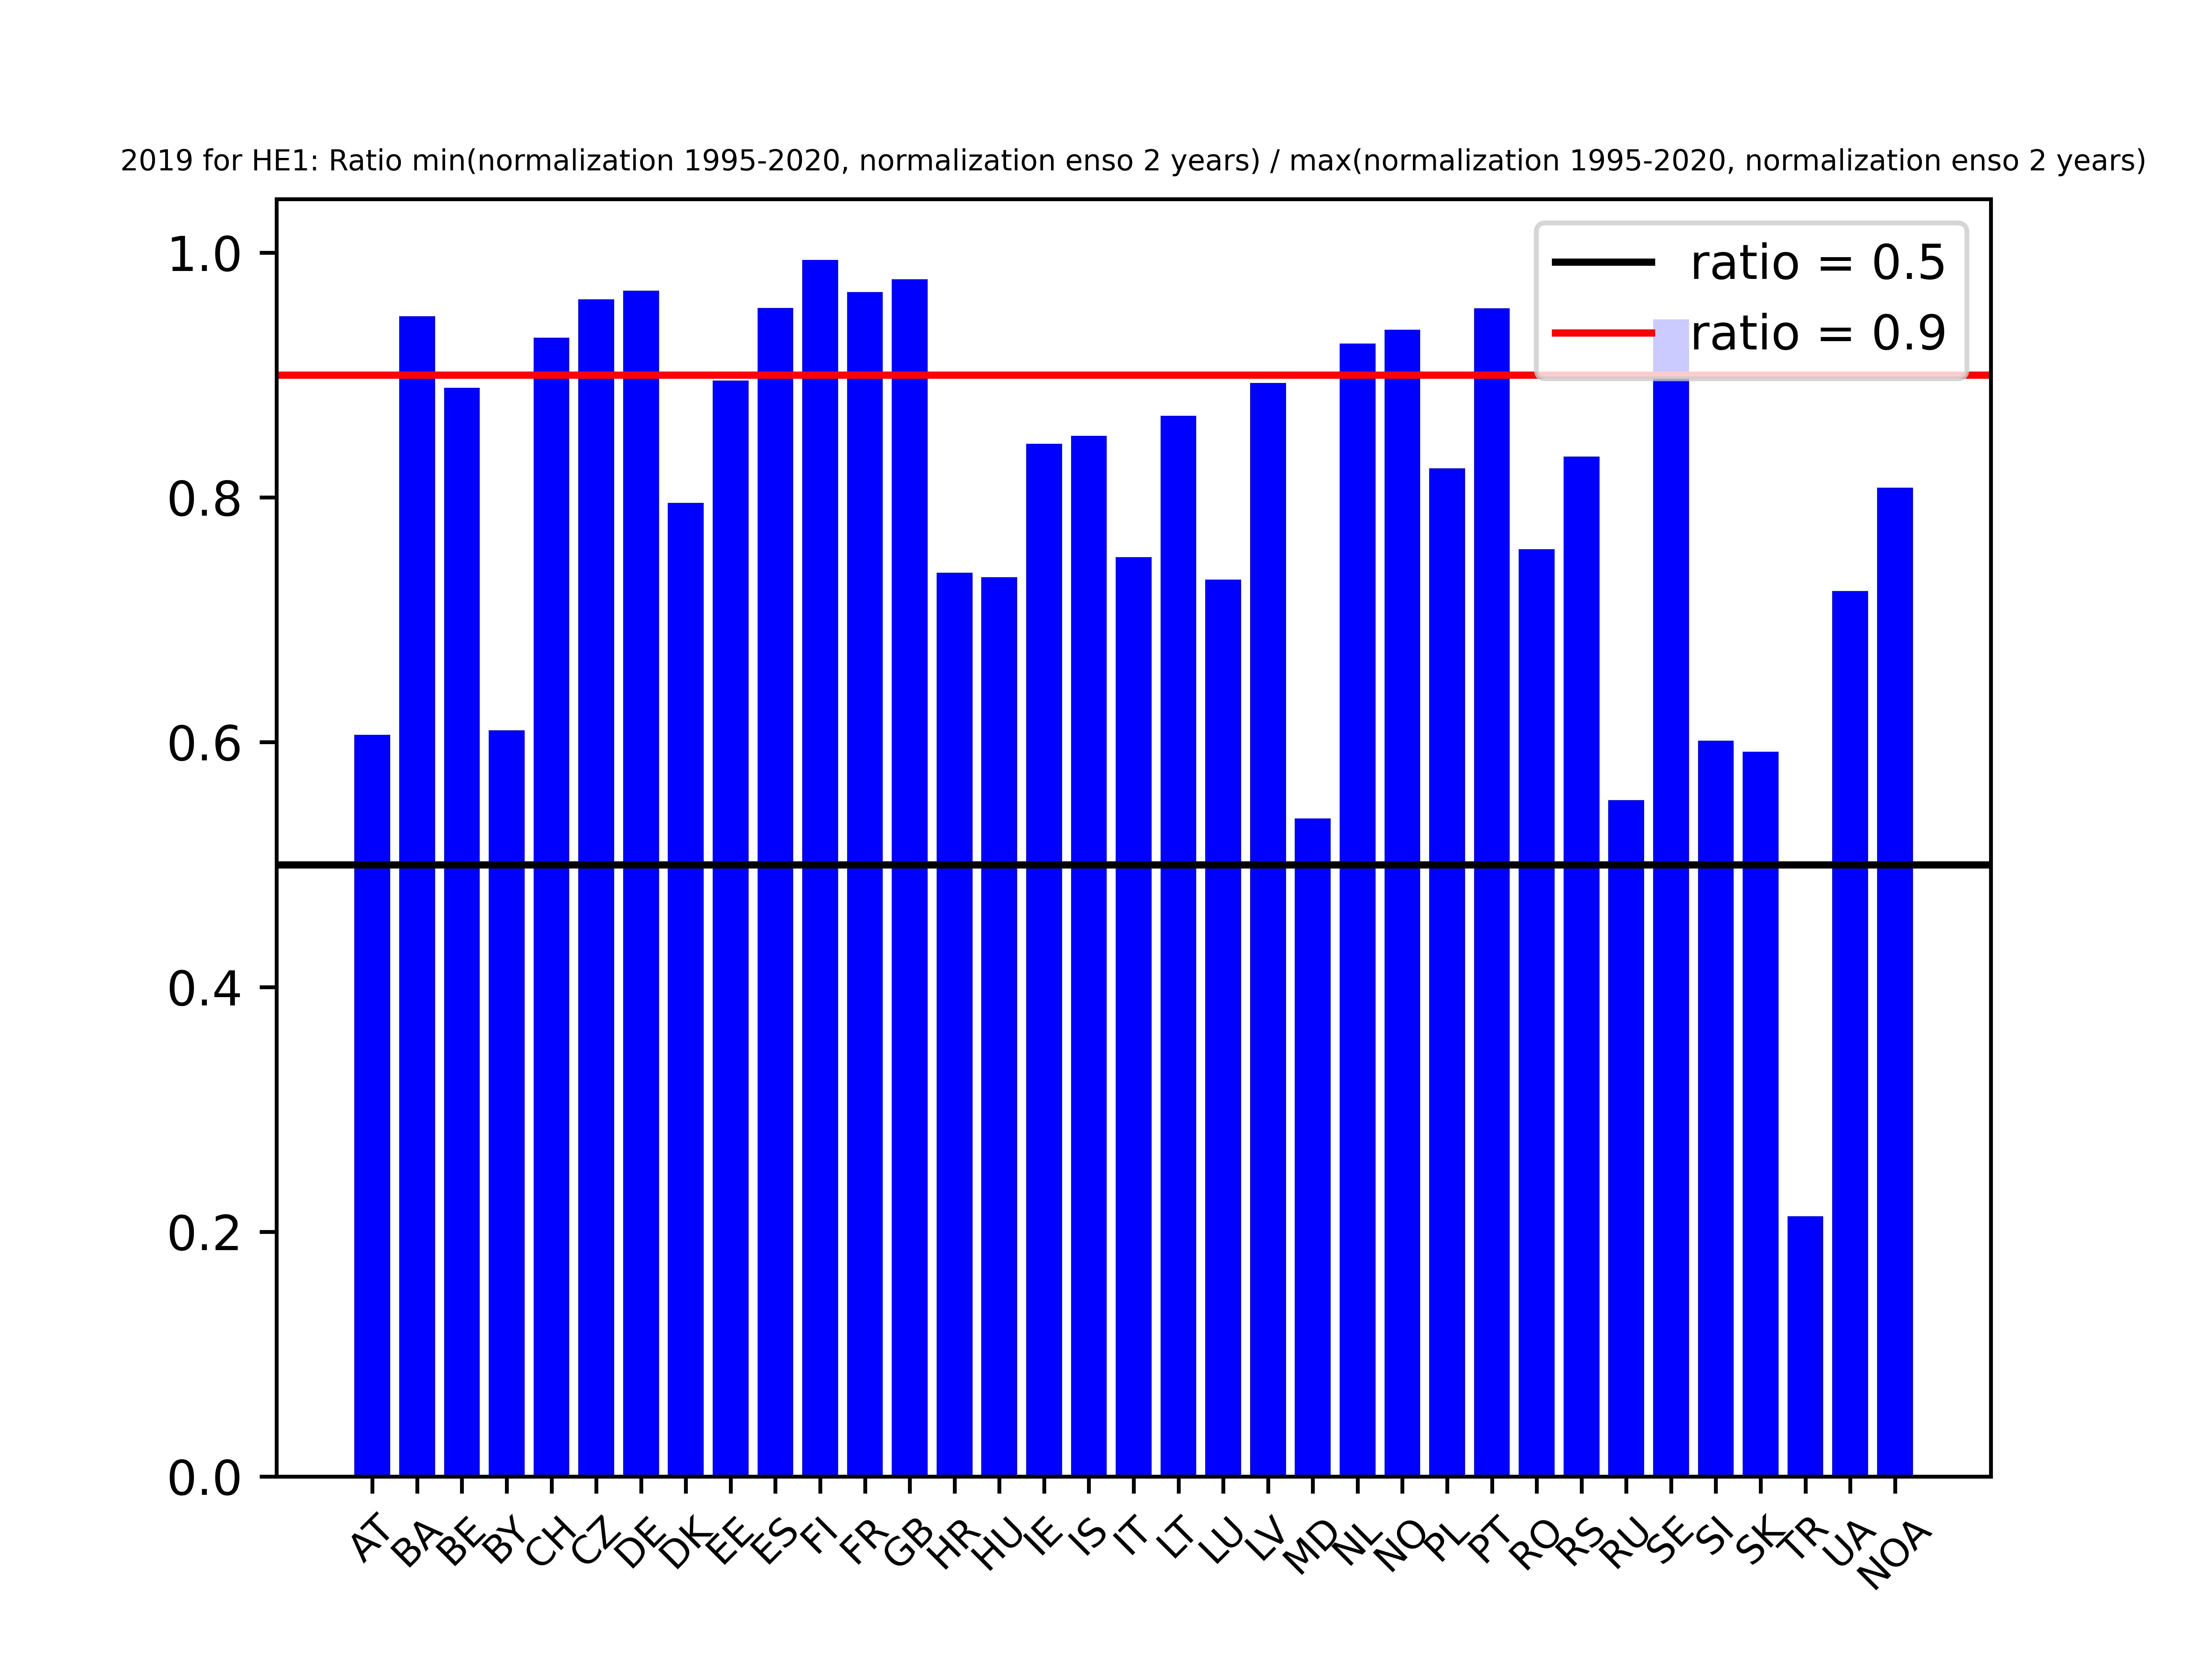 2019 for HE1: Ratio min(normalization 1995-2020, normalization enso 2 years) / max(normalization 1995-2020, normalization enso 2 years)
ratio = 0.5
ratio = 0.9
1.0
0.8
0.6
0.4
0.2
0.0
AT BA BE BY CH CZ DE DK EE ES FI FR GB HR HU IE IS IT LT LU LV MD NL NO PL PT RO RS RU SE SI SK TR UA NOA